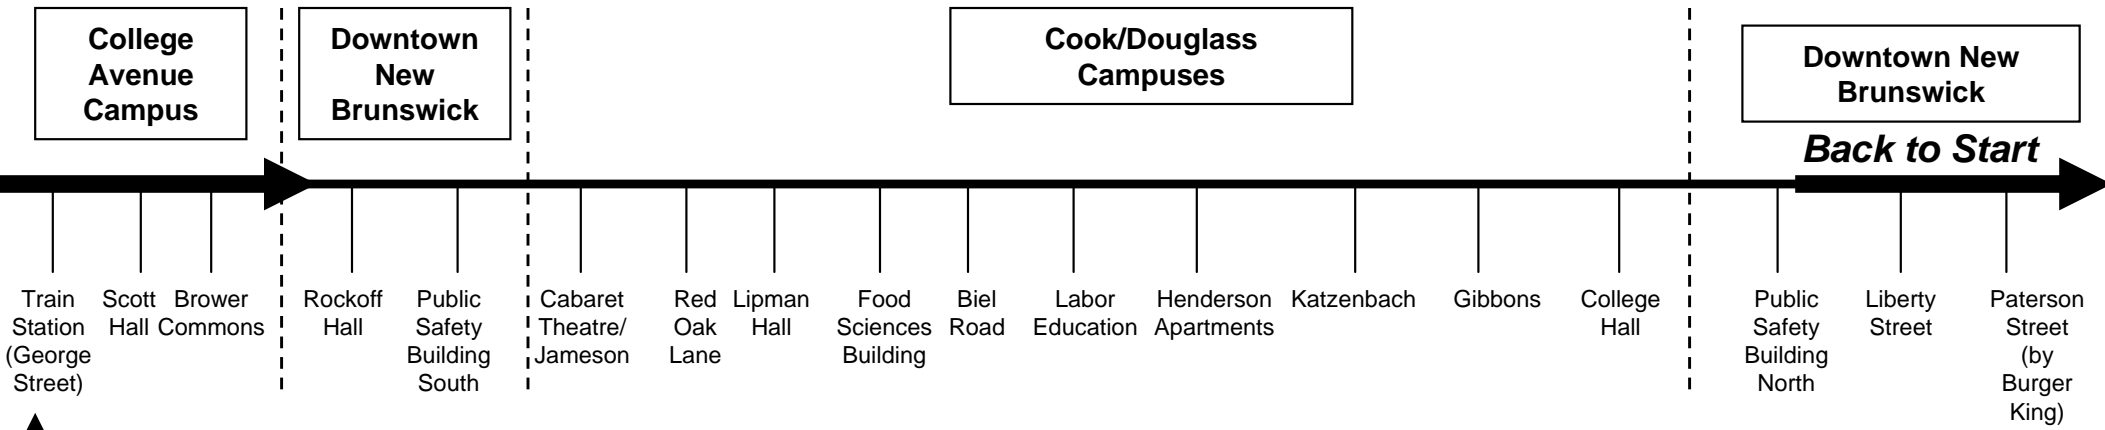 College
Avenue
Campus
Downtown
New
Brunswick
Cook/Douglass
Campuses
Downtown New
Brunswick
Back to Start
Train
Station
(George
Street)
Scott
Hall
Brower
Commons
Rockoff
Hall
Public
Safety
Building
South
Cabaret
Theatre/
Jameson
Red
Oak
Lane
Lipman
Hall
Food
Sciences
Building
Biel
Road
Labor
Education
Henderson
Apartments
Katzenbach
Gibbons
College
Hall
Public
Safety
Building
North
Liberty
Street
Paterson
Street
(by
Burger
King)